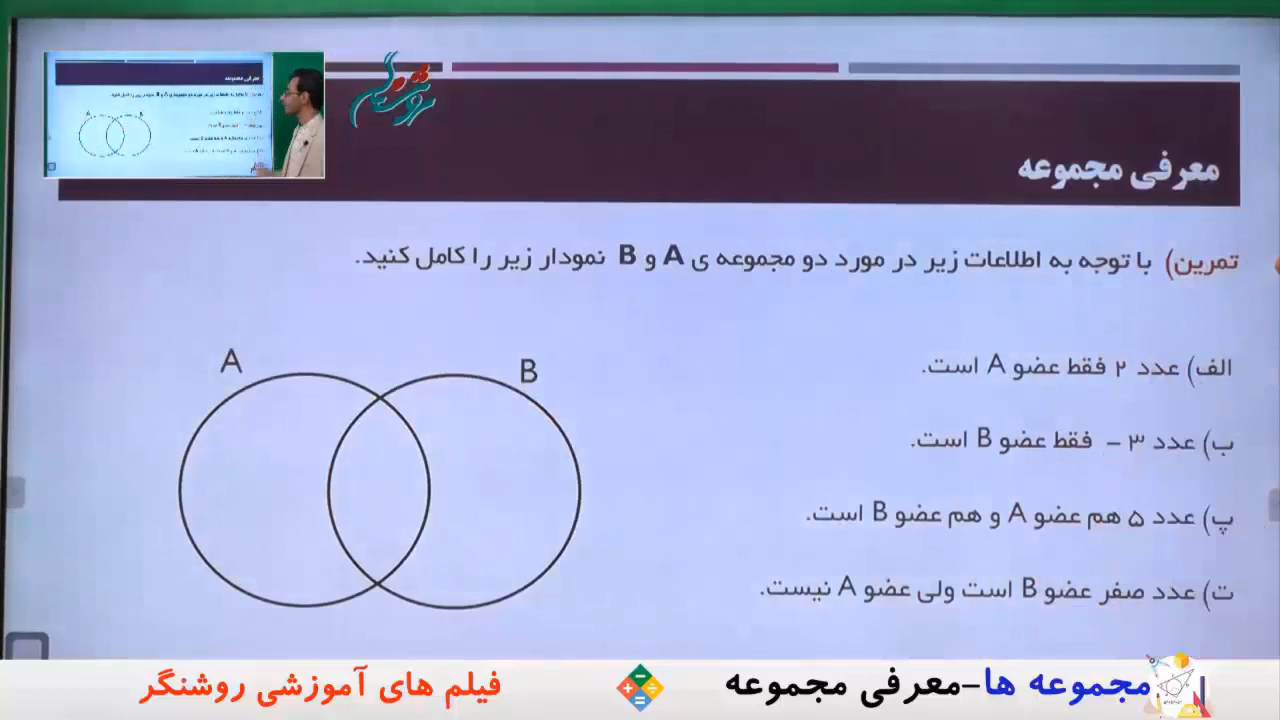 روشنگر
معرفی مجموعه
تمرین) با توجه به اطلاعات زیر در مورد دو مجموعه ی A و B نمودار زیر را کامل کنید.
A
B
الف) عدد ۲ فقط عضو A است.
ب) عدد ۳ – فقط عضو B است.
پ) عدد ۵ هم عضو A و هم عضو B است.
ت) عدد صفر عضو B است ولی عضو A نیست.
مجموعه ها-معرفی مجموعه
فیلم های آموزشی روشنگر